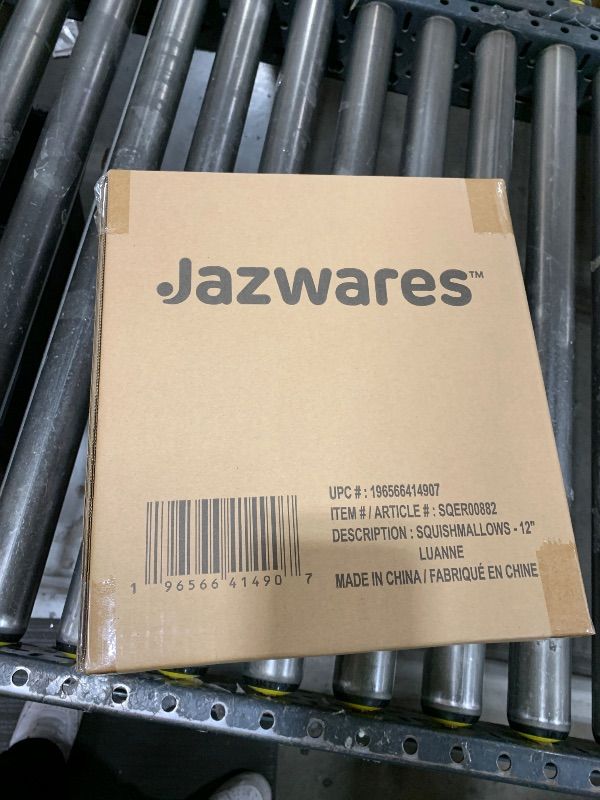 Jazwares™
UPC # : 196566414907
ITEM # / ARTICLE # : SQER00882
DESCRIPTION : SQUISHMALLOWS - 12"
LUANNE
MADE IN CHINA / FABRIQUÉ EN CHINE
1 96566 41490 7